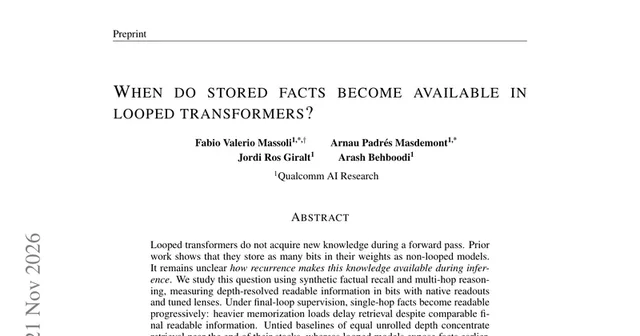 Preprint
WHEN DO STORED FACTS BECOME AVAILABLE IN
LOOPED TRANSFORMERS?
Fabio Valerio Massoli1,*,† Arnau Padrés Masdemont1,*
Jordi Ros Giralt1 Arash Behboodi1
1Qualcomm AI Research
ABSTRACT
Looped transformers do not acquire new knowledge during a forward pass. Prior
work shows that they store as many bits in their weights as non-looped models.
It remains unclear how recurrence makes this knowledge available during infer-
ence. We study this question using synthetic factual recall and multi-hop reason-
ing, measuring depth-resolved readable information in bits with native readouts
and tuned lenses. Under final-loop supervision, single-hop facts become readable
progressively: heavier memorization loads delay retrieval despite comparable fi-
nal readable information. Untied baselines of equal unrolled depth concentrate
21 Nov 2026